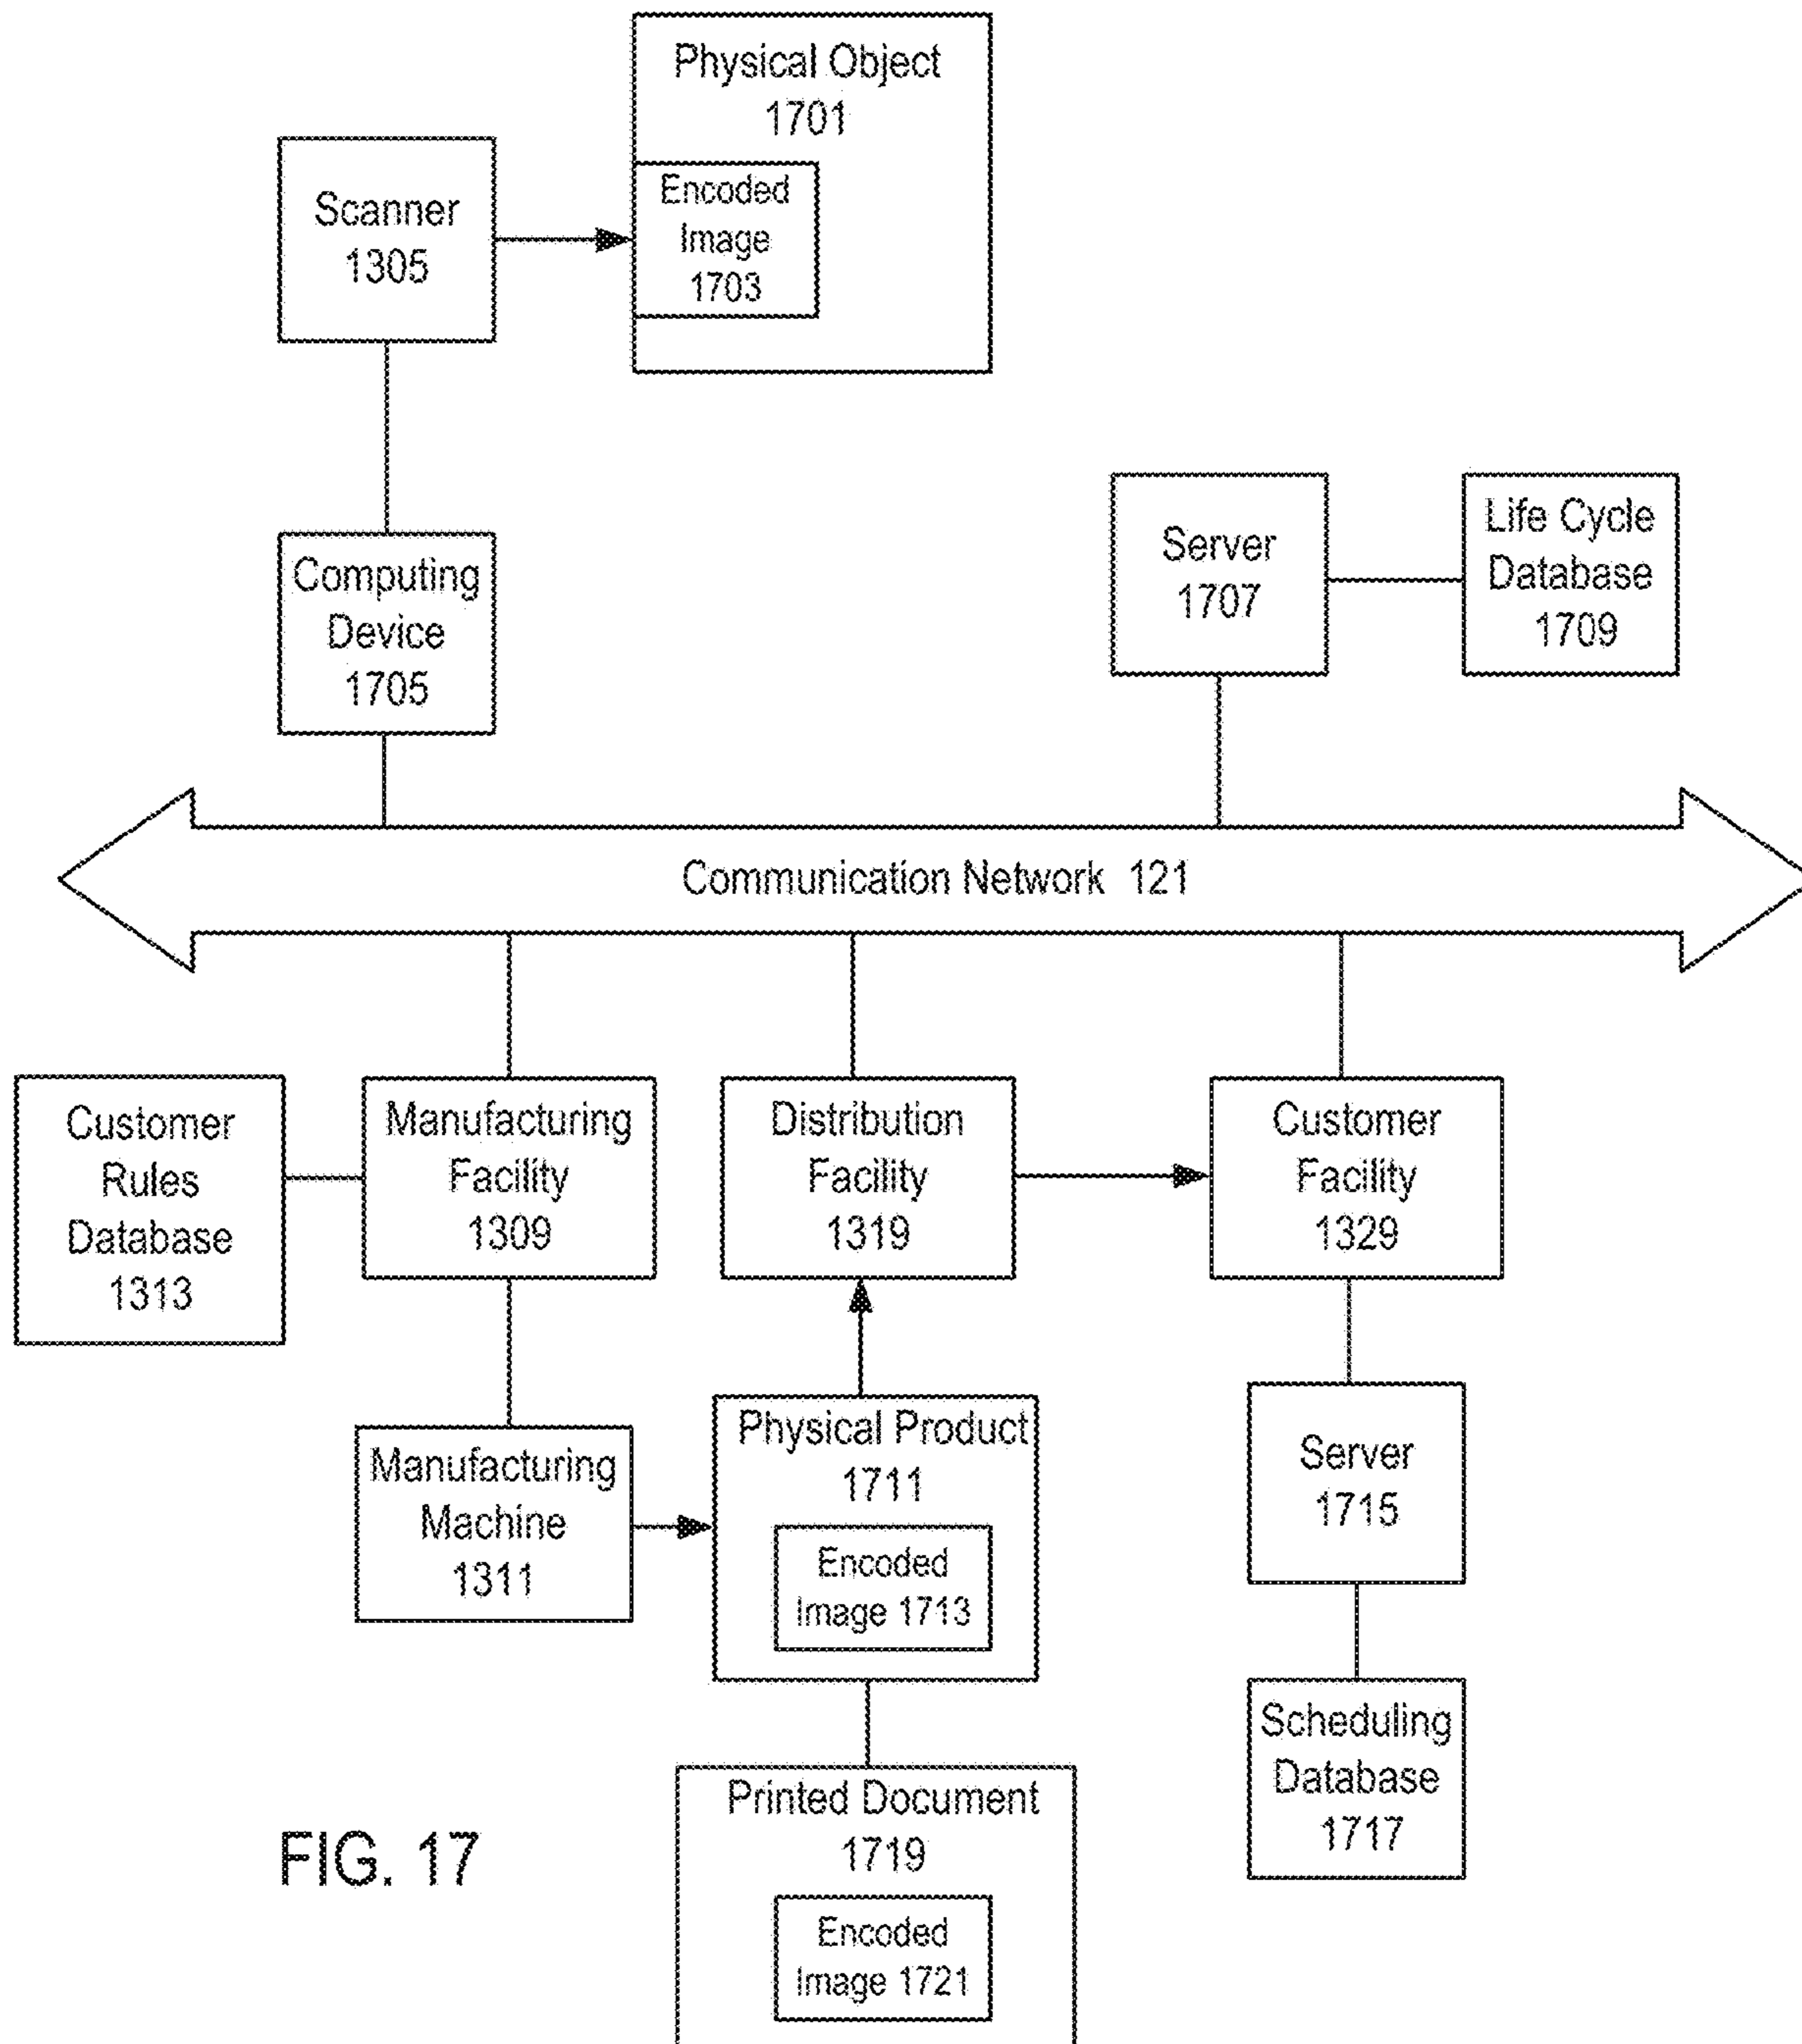 Physical Object
1701
Encoded
Image
1703
Scanner
1305
Computing
Device
1705
Server
1707
Life Cycle
Database
1709
Communication Network 121
Customer
Rules
Database
1313
Manufacturing
Facility
1309
Distribution
Facility
1319
Customer
Facility
1329
Manufacturing
Machine
1311
Physical Product
1711
Encoded
Image 1713
Server
1715
Scheduling
Database
1717
Printed Document
1719
Encoded
Image 1721
FIG. 17